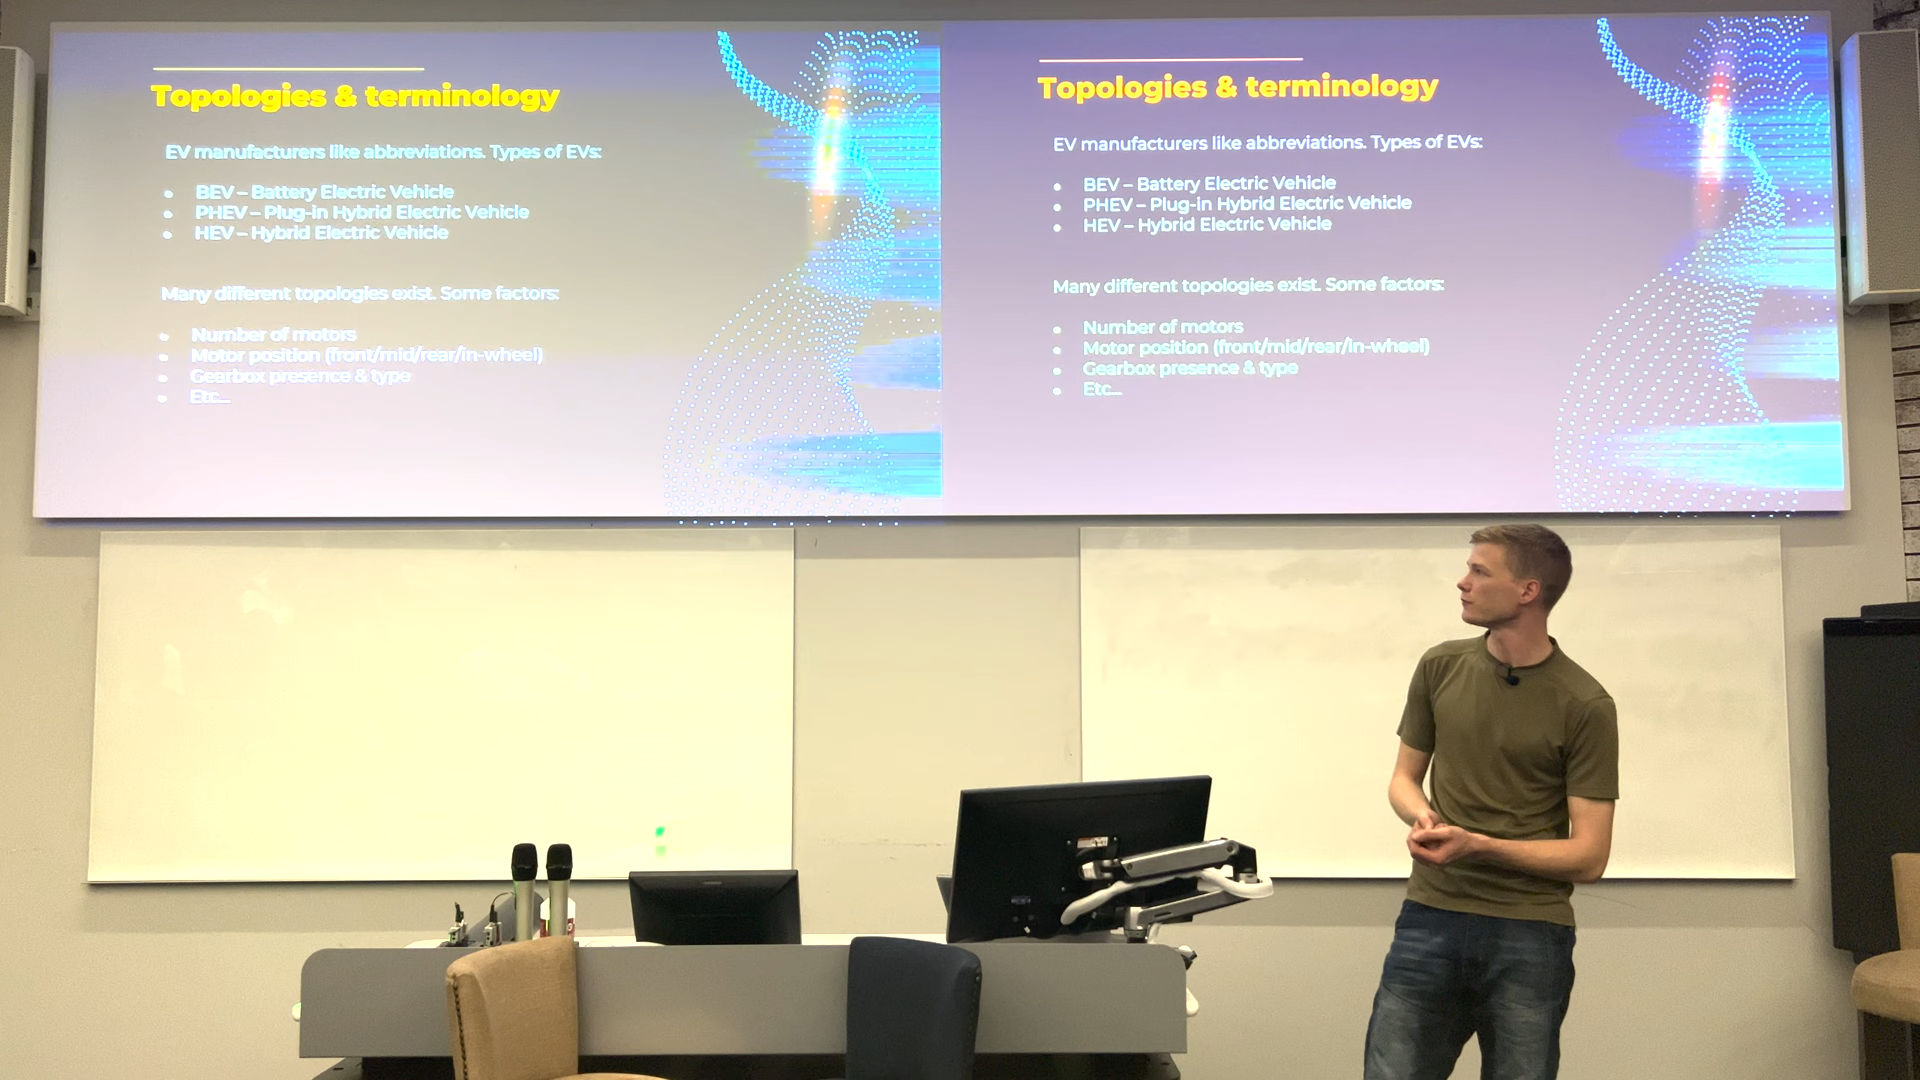 Topologies & terminology
EV manufacturers like abbreviations. Types of EVs:
● BEV – Battery Electric Vehicle
● PHEV – Plug-in Hybrid Electric Vehicle
● HEV – Hybrid Electric Vehicle
Many different topologies exist. Some factors:
● Number of motors
● Motor position (front/mid/rear/in-wheel)
● Gearbox presence & type
● Etc...
Topologies & terminology
EV manufacturers like abbreviations. Types of EVs:
● BEV – Battery Electric Vehicle
● PHEV – Plug-in Hybrid Electric Vehicle
● HEV – Hybrid Electric Vehicle
Many different topologies exist. Some factors:
● Number of motors
● Motor position (front/mid/rear/in-wheel)
● Gearbox presence & type
● Etc...